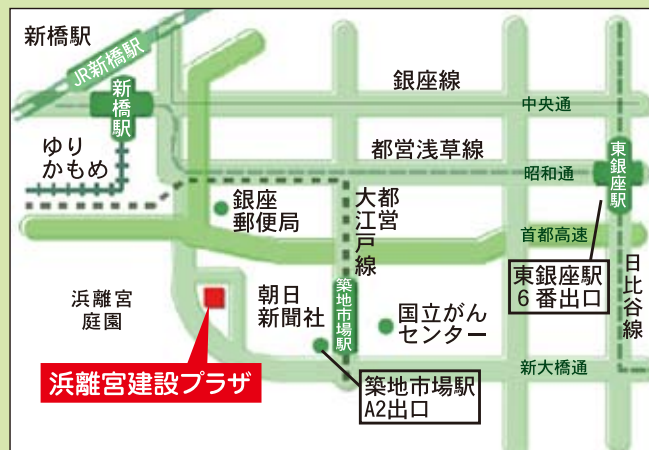 新橋駅
JR新橋駅
新橋駅
銀座線
中央通
ゆり
かもめ
都営浅草線
昭和通
東銀座駅
銀座
郵便局
都営
大江戸線
首都高速
東銀座駅
6番出口
日比谷線
浜離宮
庭園
朝日
新聞社
築地市場駅
国立がん
センター
新大橋通
浜離宮建設プラザ
築地市場駅
A2出口